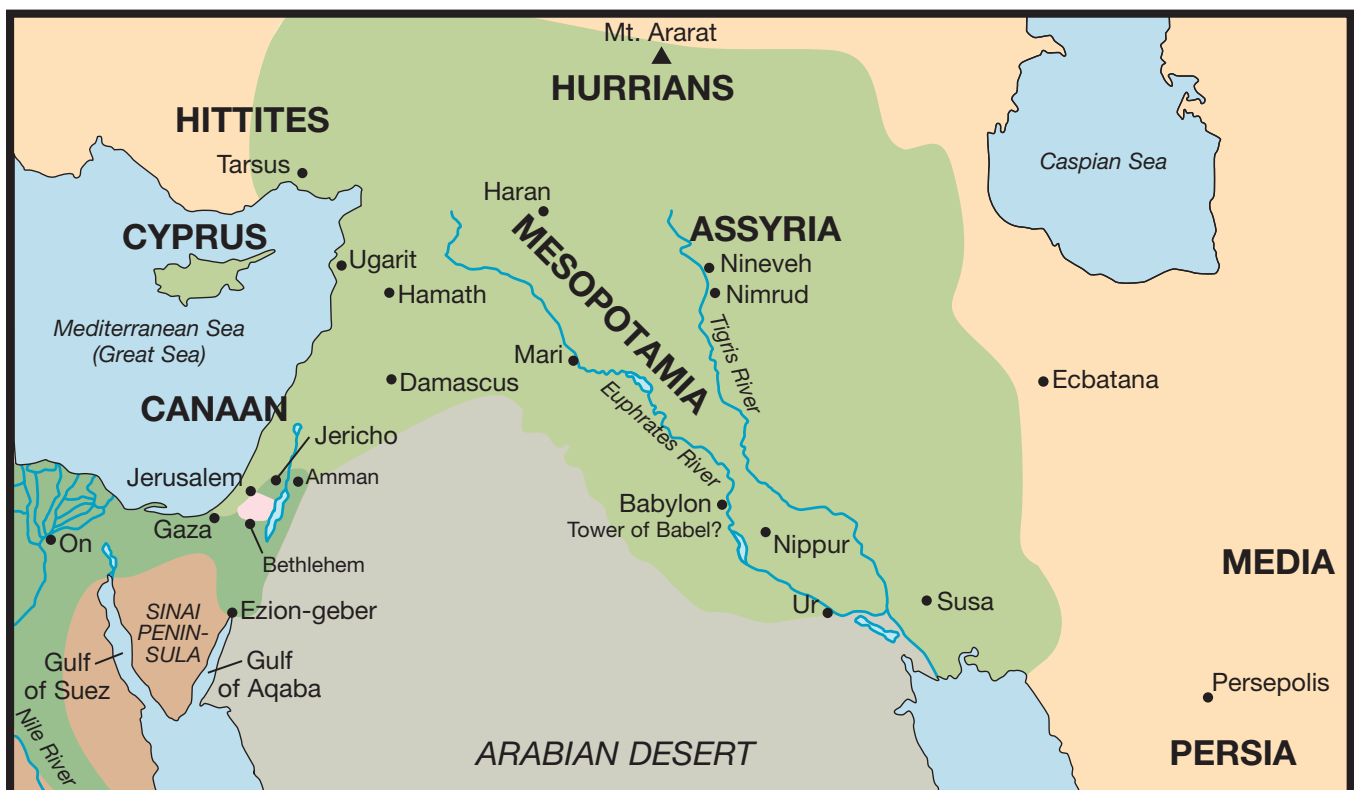 Mt. Ararat
HURRIANS
HITTITES
Tarsus
Caspian Sea
Haran
CYPRUS
MESOPOTAMIA
ASSYRIA
Ugarit
Nineveh
Hamath
Nimrud
Mediterranean Sea
(Great Sea)
Tigris River
Mari
Damascus
Ecbatana
Euphrates River
CANAAN
Jericho
Jerusalem
Amman
Babylon
Tower of Babel?
Gaza
On
Nippur
Bethlehem
MEDIA
SINAI
PENIN-
SULA
Ezion-geber
Ur
Susa
Gulf
of Suez
Gulf
of Aqaba
Persepolis
Nile River
ARABIAN DESERT
PERSIA